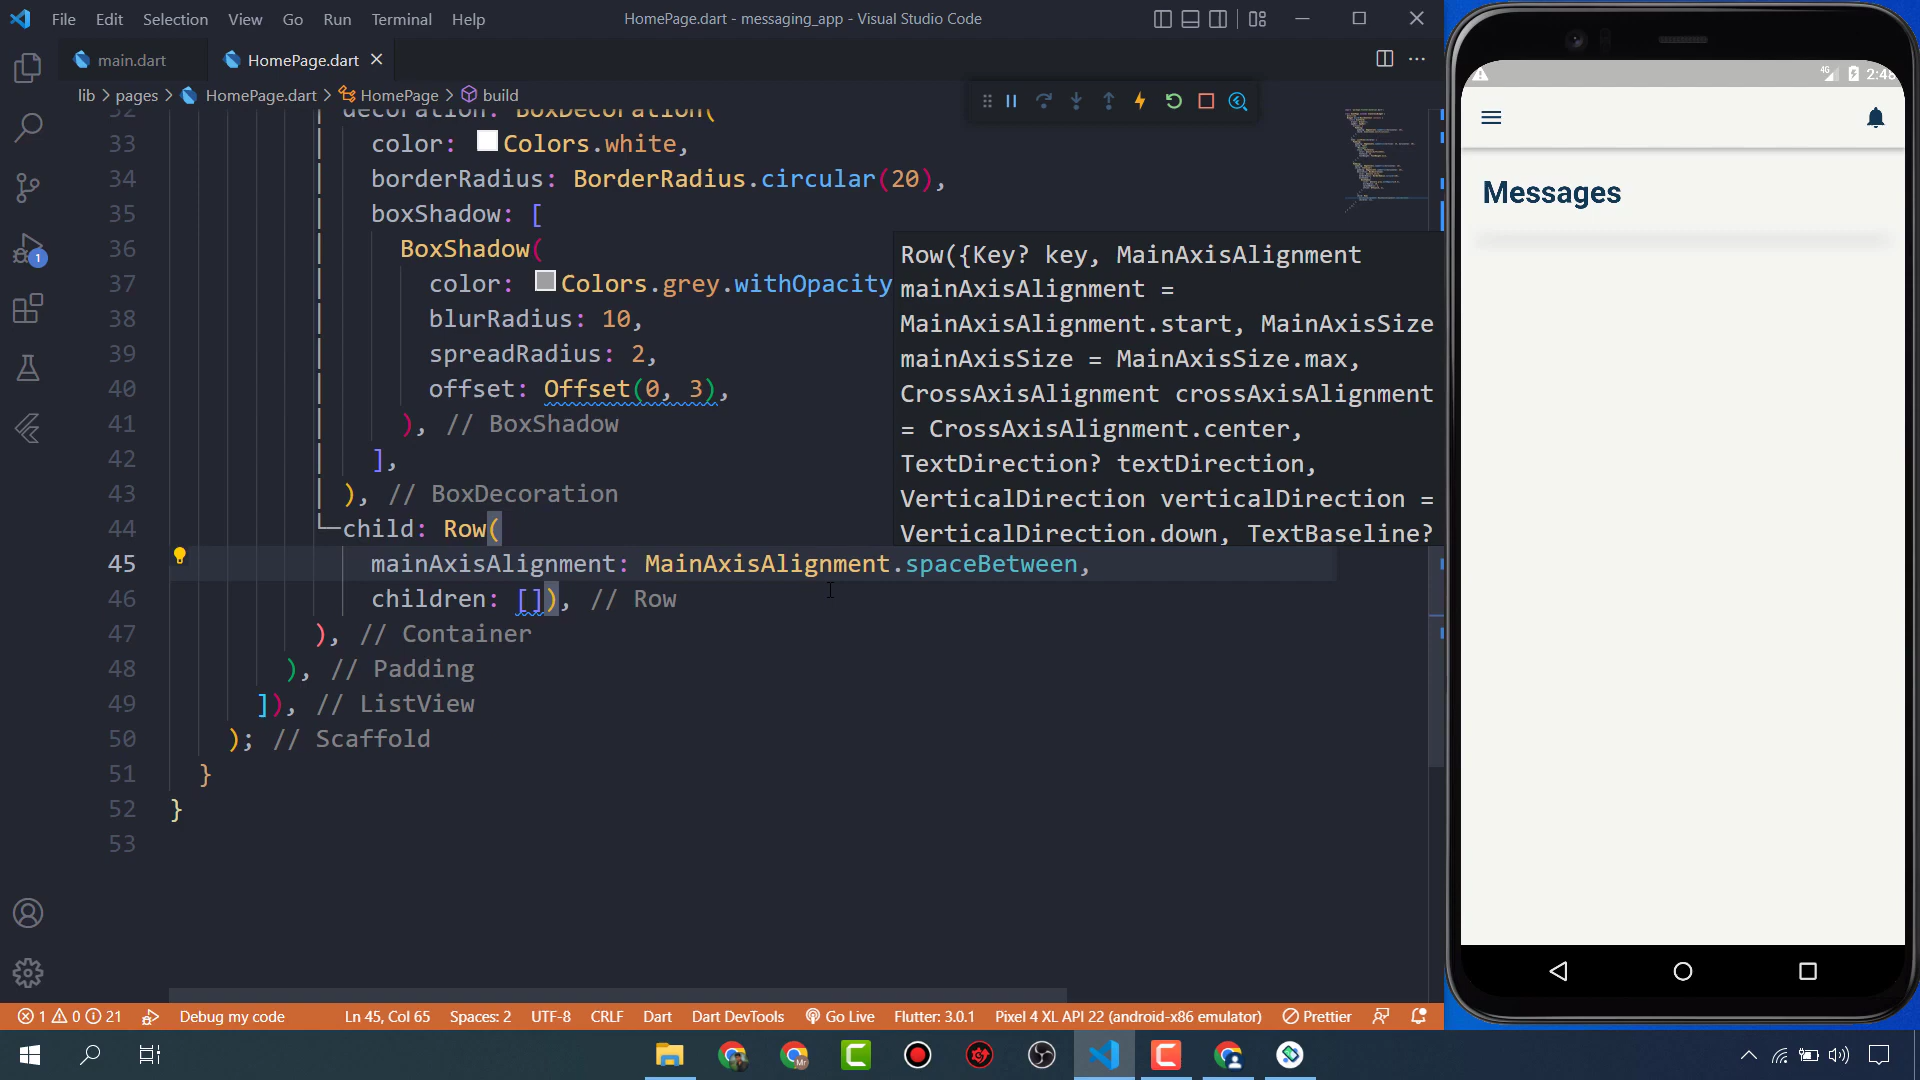 File Edit Selection View Go Run Terminal Help
HomePage.dart - messaging_app - Visual Studio Code
main.dart
HomePage.dart
lib > pages > HomePage.dart > HomePage > build
32 decoration: BoxDecoration(
33 color: Colors.white,
34 borderRadius: BorderRadius.circular(20),
35 boxShadow: [
36 BoxShadow(
37 color: Colors.grey.withOpacity
38 blurRadius: 10,
39 spreadRadius: 2,
40 offset: Offset(0, 3),
41 ), // BoxShadow
42 ],
43 ), // BoxDecoration
44 child: Row(
45 mainAxisAlignment: MainAxisAlignment.spaceBetween,
46 children: []), // Row
47 ), // Container
48 ), // Padding
49 ]), // ListView
50 ); // Scaffold
51 }
52 }
53
Row({Key? key, MainAxisAlignment
mainAxisAlignment =
MainAxisAlignment.start, MainAxisSize
mainAxisSize = MainAxisSize.max,
CrossAxisAlignment crossAxisAlignment
= CrossAxisAlignment.center,
TextDirection? textDirection,
VerticalDirection verticalDirection =
VerticalDirection.down, TextBaseline?
1
1 0 21 Debug my code Ln 45, Col 65 Spaces: 2 UTF-8 CRLF Dart Dart DevTools Go Live Flutter: 3.0.1 Pixel 4 XL API 22 (android-x86 emulator) Prettier
4G
Messages